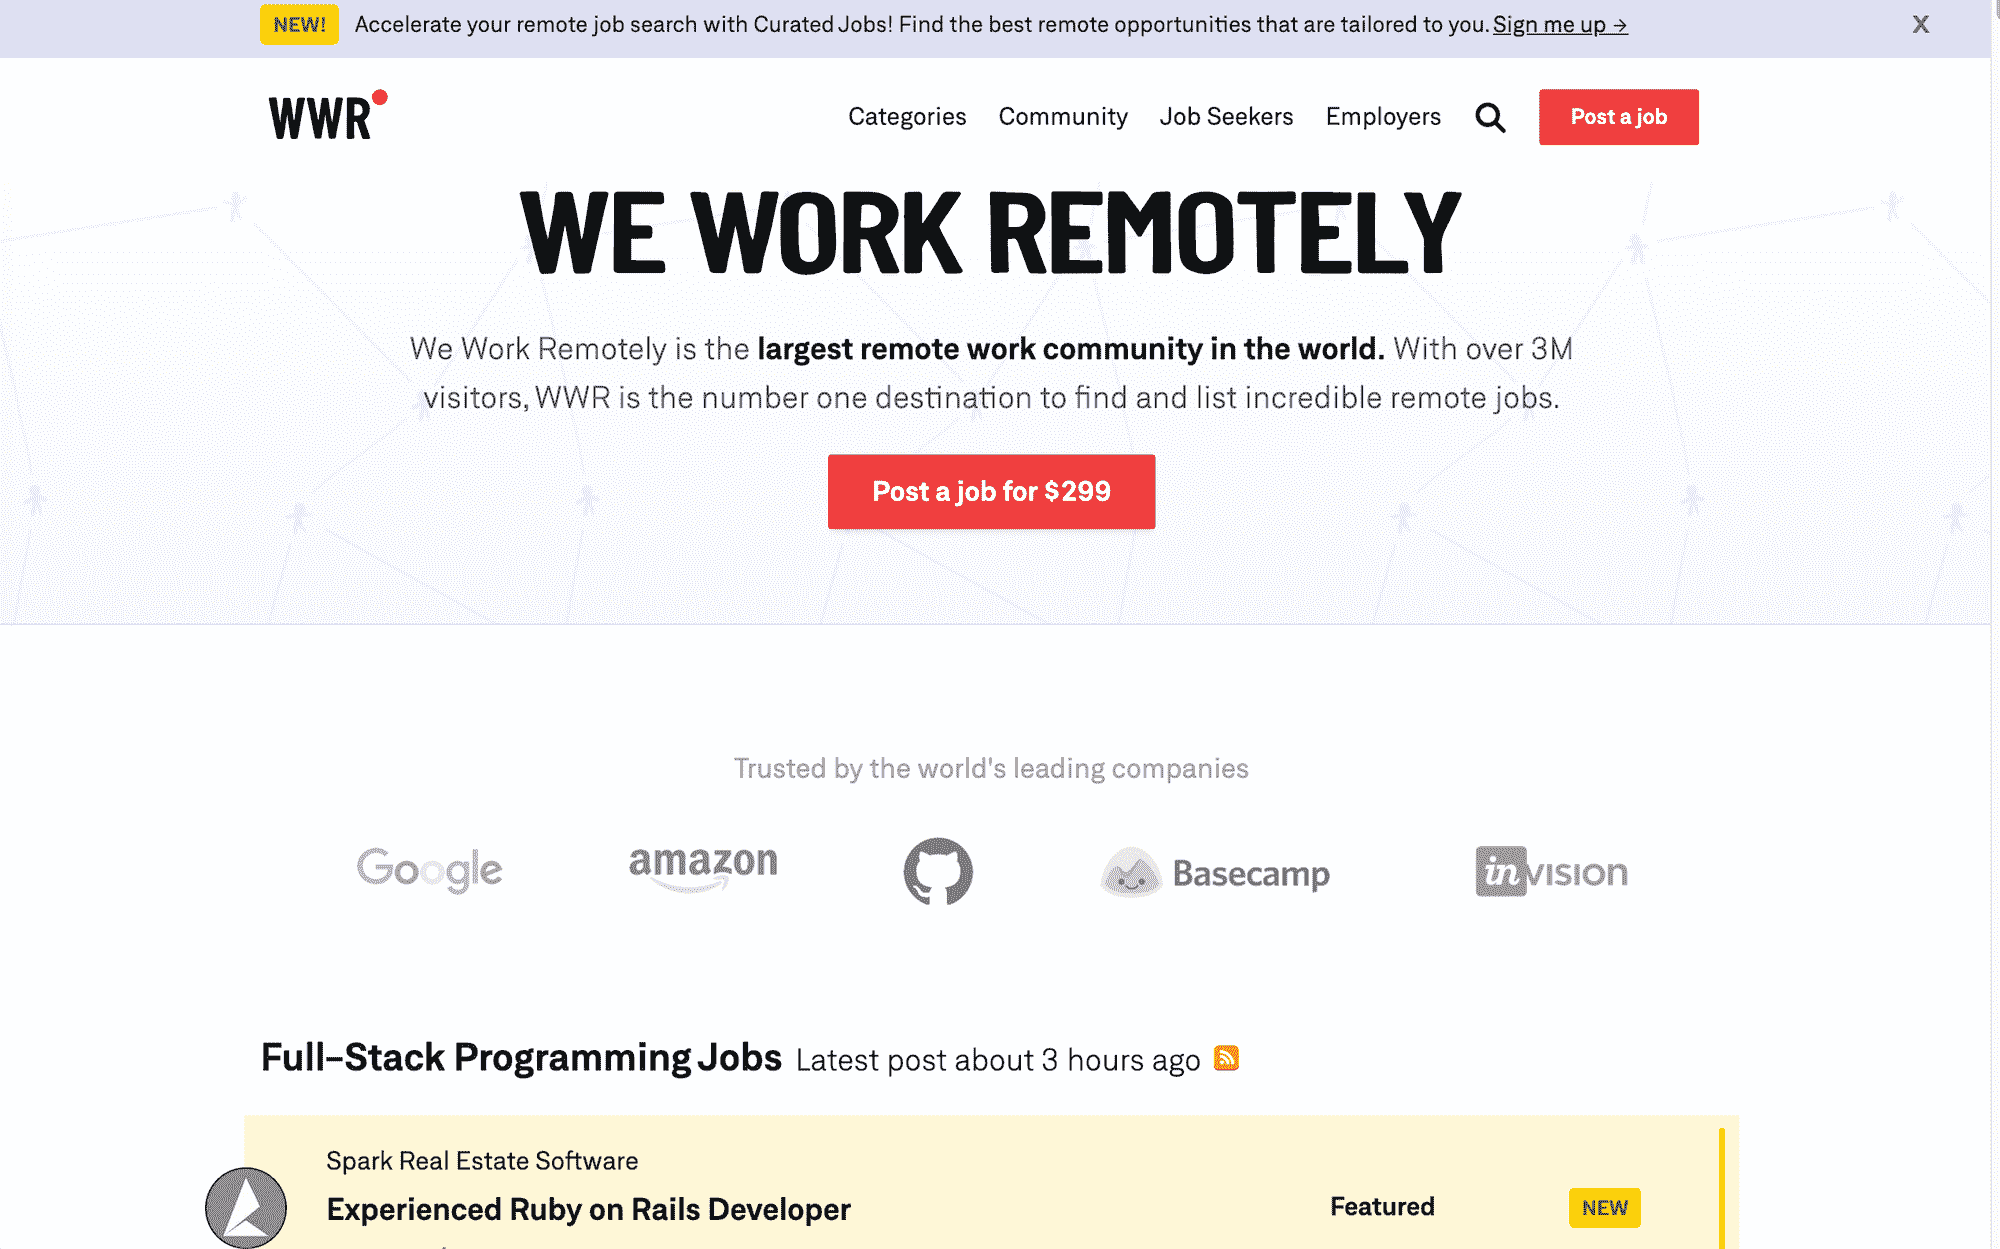 NEW! Accelerate your remote job search with Curated Jobs! Find the best remote opportunities that are tailored to you. Sign me up → X
WWR
Categories Community Job Seekers Employers Post a job
WE WORK REMOTELY
We Work Remotely is the largest remote work community in the world. With over 3M
visitors, WWR is the number one destination to find and list incredible remote jobs.
Post a job for $299
Trusted by the world's leading companies
Google amazon Basecamp invision
Full-Stack Programming Jobs Latest post about 3 hours ago
Spark Real Estate Software
Experienced Ruby on Rails Developer Featured NEW